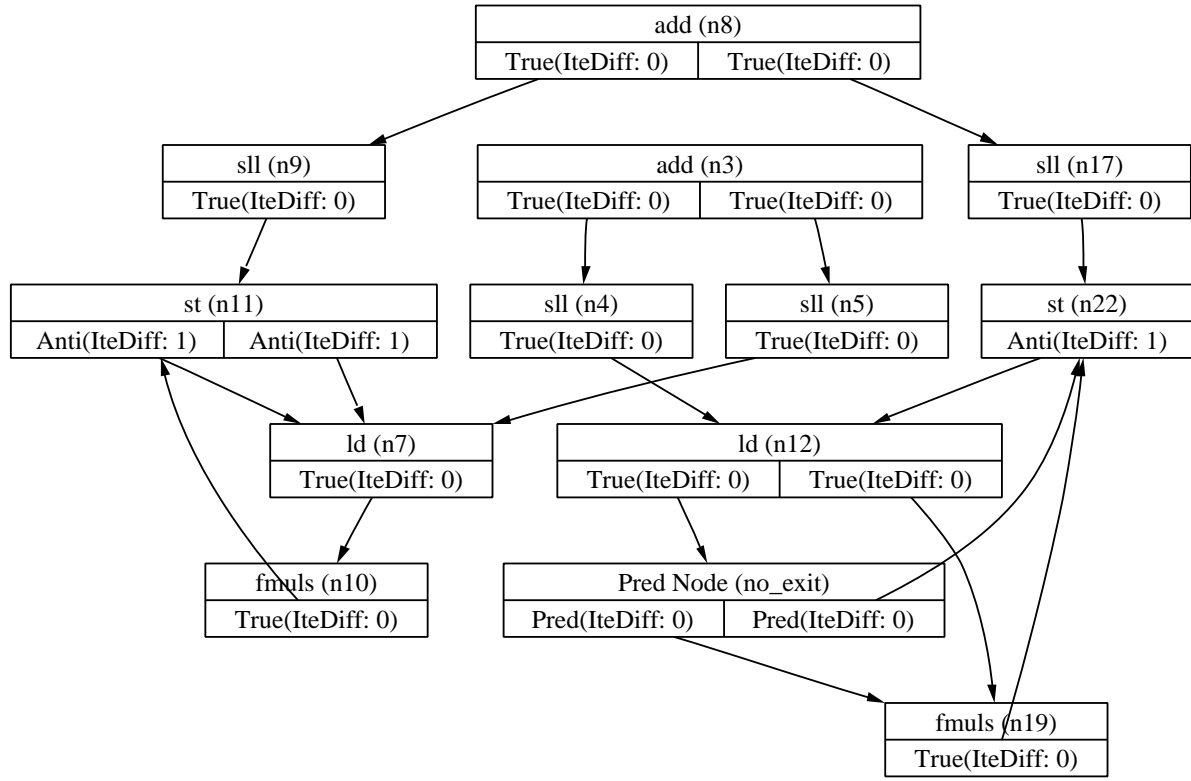 add (n8)
True(IteDiff: 0) True(IteDiff: 0)
sll (n9)
True(IteDiff: 0)
add (n3)
True(IteDiff: 0) True(IteDiff: 0)
sll (n17)
True(IteDiff: 0)
st (n11)
Anti(IteDiff: 1) Anti(IteDiff: 1)
sll (n4)
True(IteDiff: 0)
sll (n5)
True(IteDiff: 0)
st (n22)
Anti(IteDiff: 1)
ld (n7)
True(IteDiff: 0)
ld (n12)
True(IteDiff: 0) True(IteDiff: 0)
fmuls (n10)
True(IteDiff: 0)
Pred Node (no_exit)
Pred(IteDiff: 0) Pred(IteDiff: 0)
fmuls (n19)
True(IteDiff: 0)